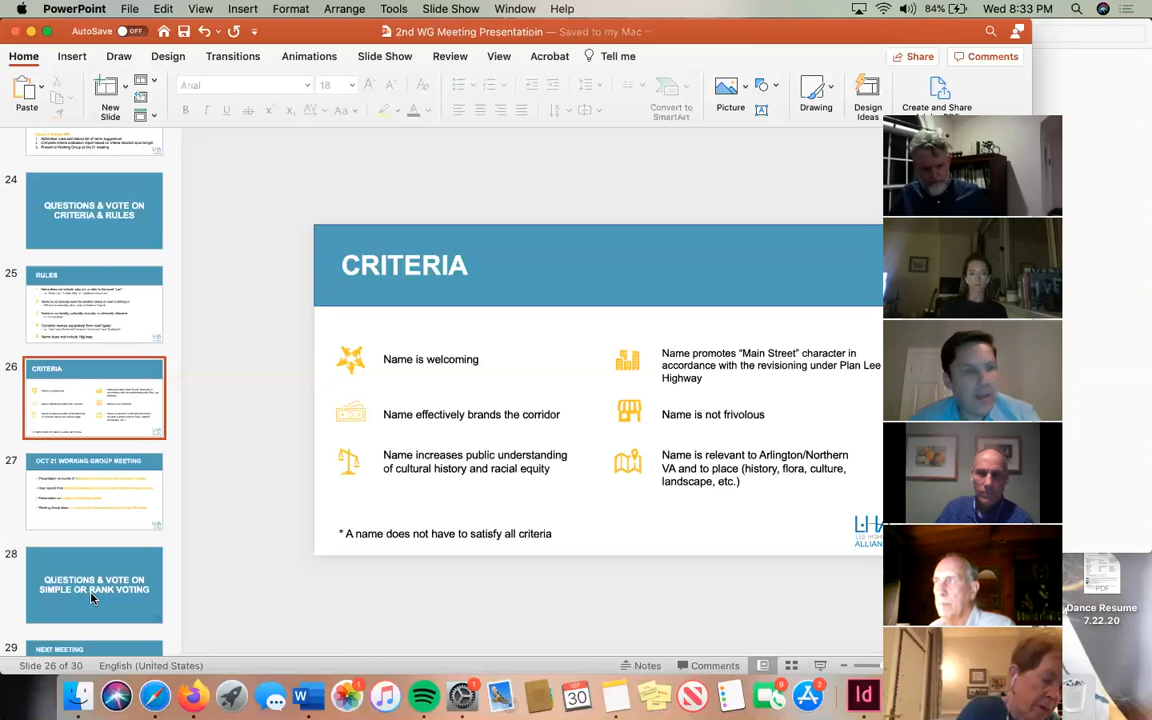 PowerPoint File Edit View Insert Format Arrange Tools Slide Show Window Help 84% Wed 8:33 PM
AutoSave OFF 2nd WG Meeting Presentatioin — Saved to my Mac
Home Insert Draw Design Transitions Animations Slide Show Review View Acrobat Tell me Share Comments
Arial 18
Paste New Slide Convert to SmartArt Picture Drawing Design Ideas Create and Share
24
QUESTIONS & VOTE ON
CRITERIA & RULES
25
RULES
26
CRITERIA
27
OCT 21 WORKING GROUP MEETING
28
QUESTIONS & VOTE ON
SIMPLE OR RANK VOTING
29
NEXT MEETING
CRITERIA
Name is welcoming
Name effectively brands the corridor
Name increases public understanding
of cultural history and racial equity
Name promotes “Main Street” character in
accordance with the revisioning under Plan Lee
Highway
Name is not frivolous
Name is relevant to Arlington/Northern
VA and to place (history, flora, culture,
landscape, etc.)
* A name does not have to satisfy all criteria
PDF
Dance Resume
7.22.20
Slide 26 of 30 English (United States) Notes Comments
SEP
30
Id